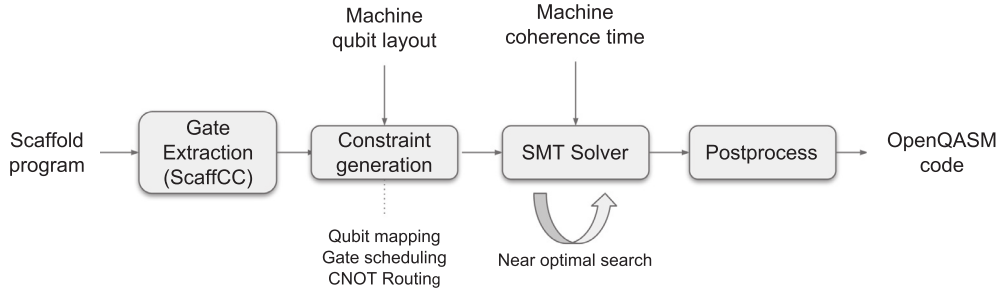 Machine
qubit layout
Machine
coherence time
Scaffold
program
Gate
Extraction
(ScaffCC)
Constraint
generation
SMT Solver
Postprocess
OpenQASM
code
Qubit mapping
Gate scheduling
CNOT Routing
Near optimal search